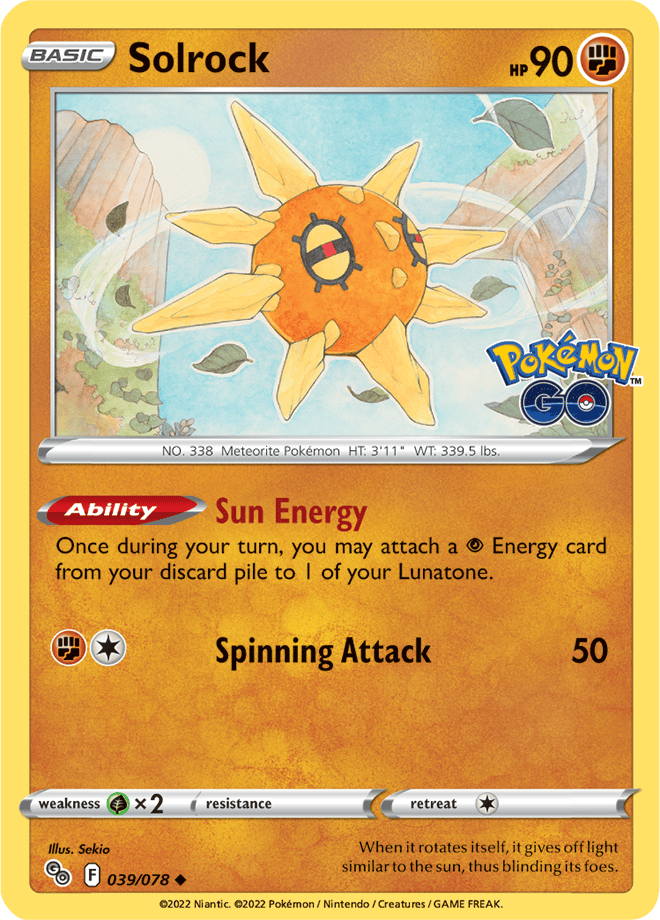 BASIC Solrock HP 90
Pokémon
GO
TM
NO. 338 Meteorite Pokémon HT: 3'11" WT: 339.5 lbs.
Ability Sun Energy
Once during your turn, you may attach a Energy card
from your discard pile to 1 of your Lunatone.
Spinning Attack 50
weakness ×2 resistance retreat
Illus. Sekio
When it rotates itself, it gives off light
similar to the sun, thus blinding its foes.
GO F 039/078 ◆
©2022 Niantic. ©2022 Pokémon / Nintendo / Creatures / GAME FREAK.